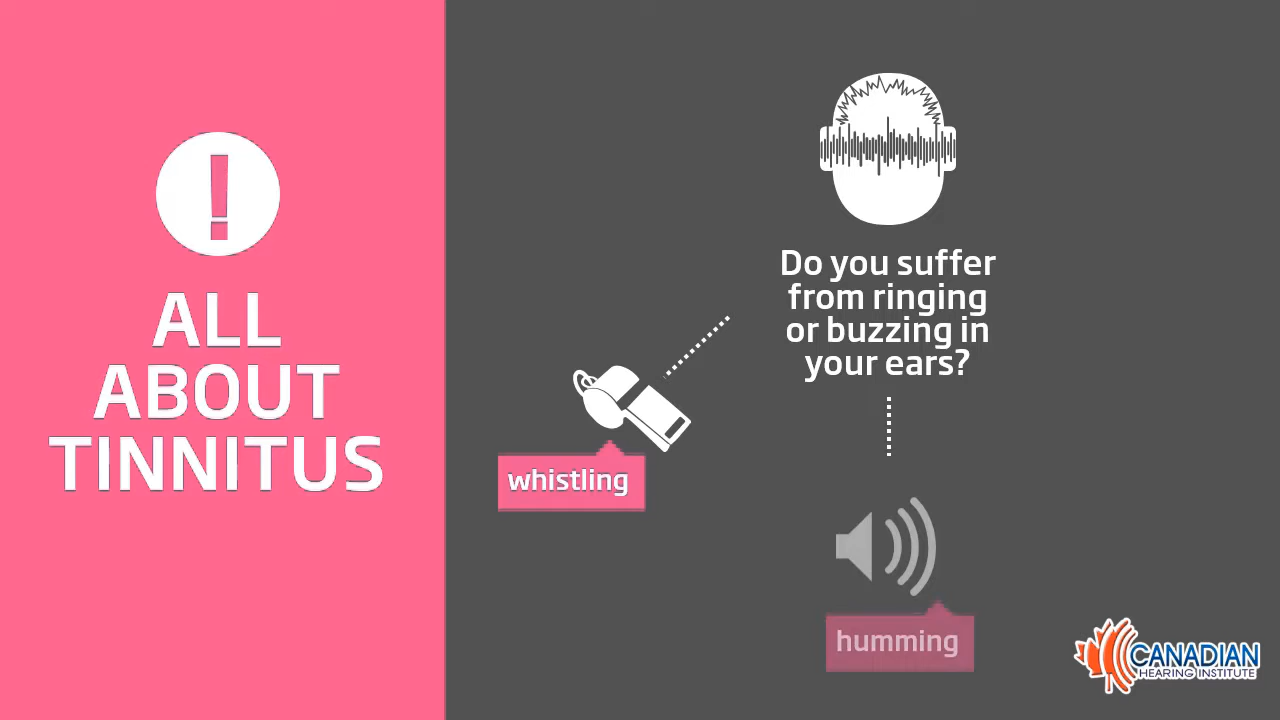 !
ALL
ABOUT
TINNITUS
Do you suffer
from ringing
or buzzing in
your ears?
whistling
humming
CANADIAN
HEARING INSTITUTE